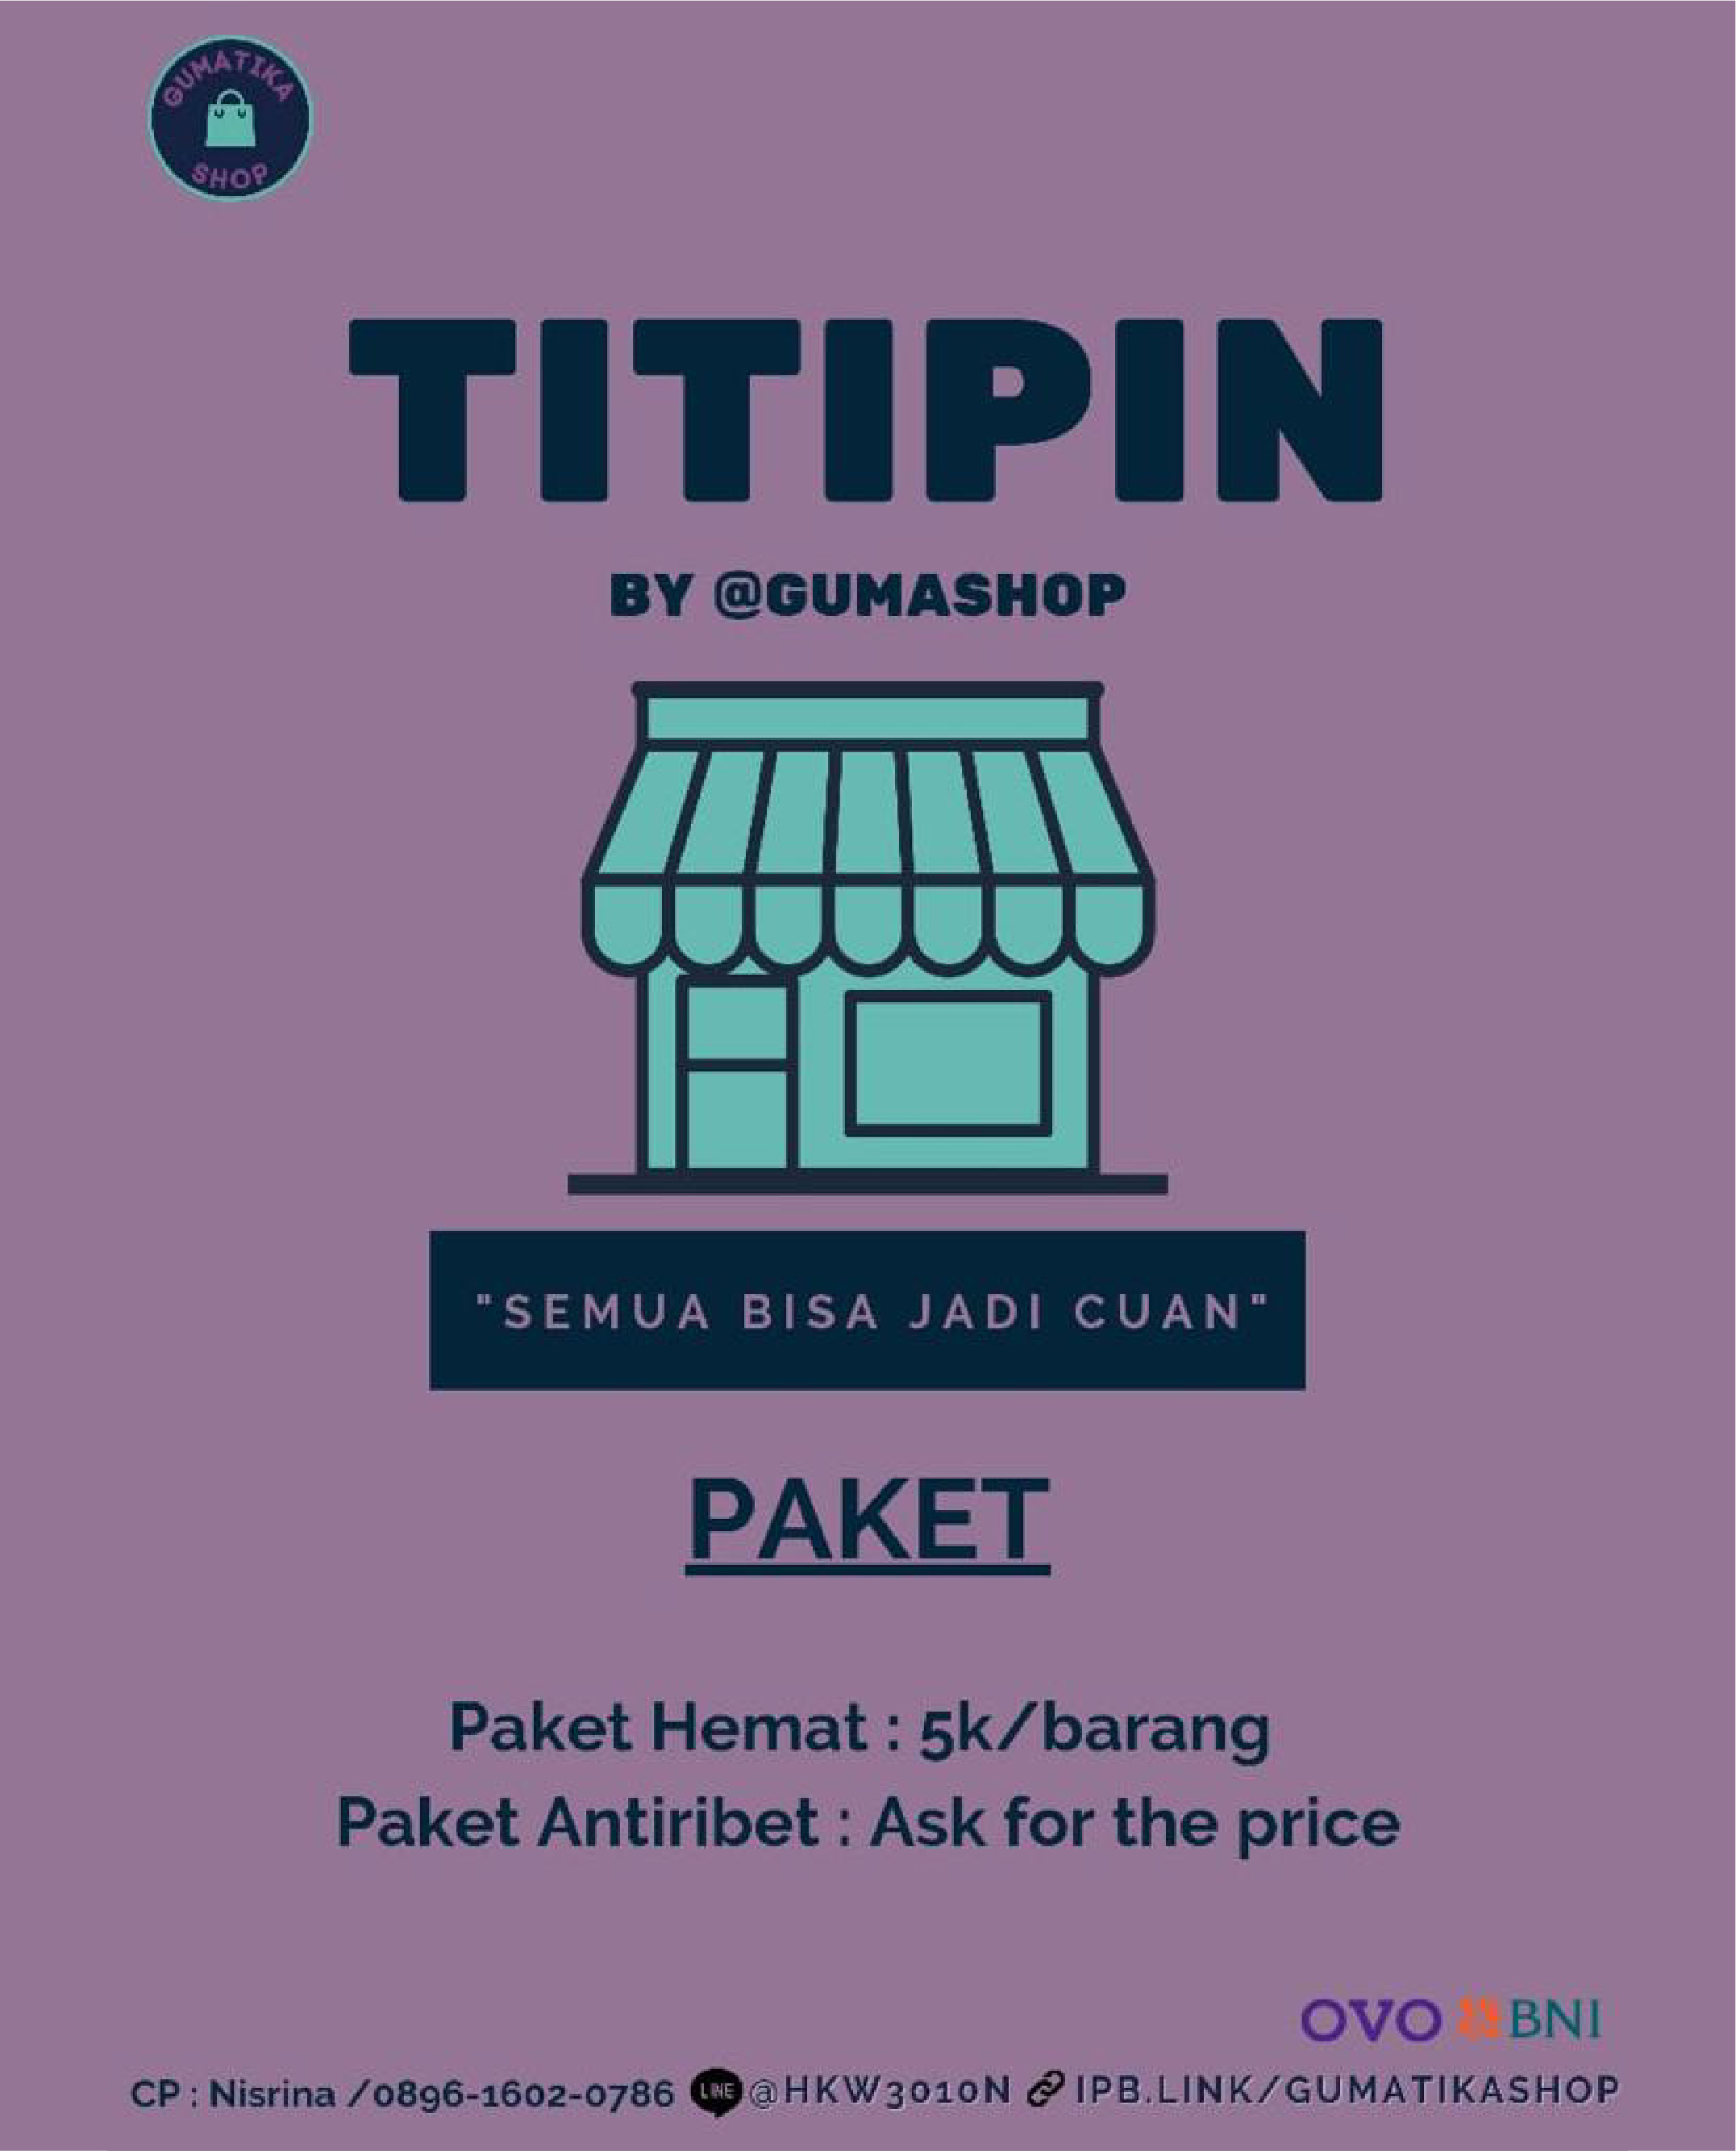 GUMATIKA
SHOP
TITIPIN
BY @GUMASHOP
"SEMUA BISA JADI CUAN"
PAKET
Paket Hemat : 5k/barang
Paket Antiribet : Ask for the price
OVO BNI
CP : Nisrina /0896-1602-0786 LINE @HKW3010N IPB.LINK/GUMATIKASHOP